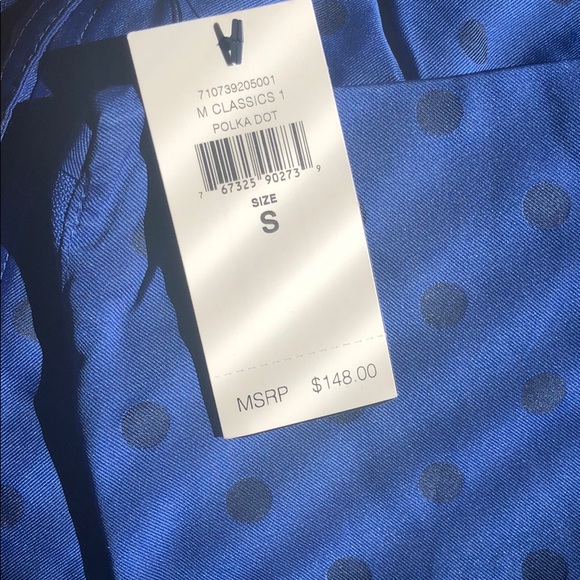 710739205001
M CLASSICS 1
POLKA DOT
7 67325 90273 9
SIZE
S
MSRP $148.00